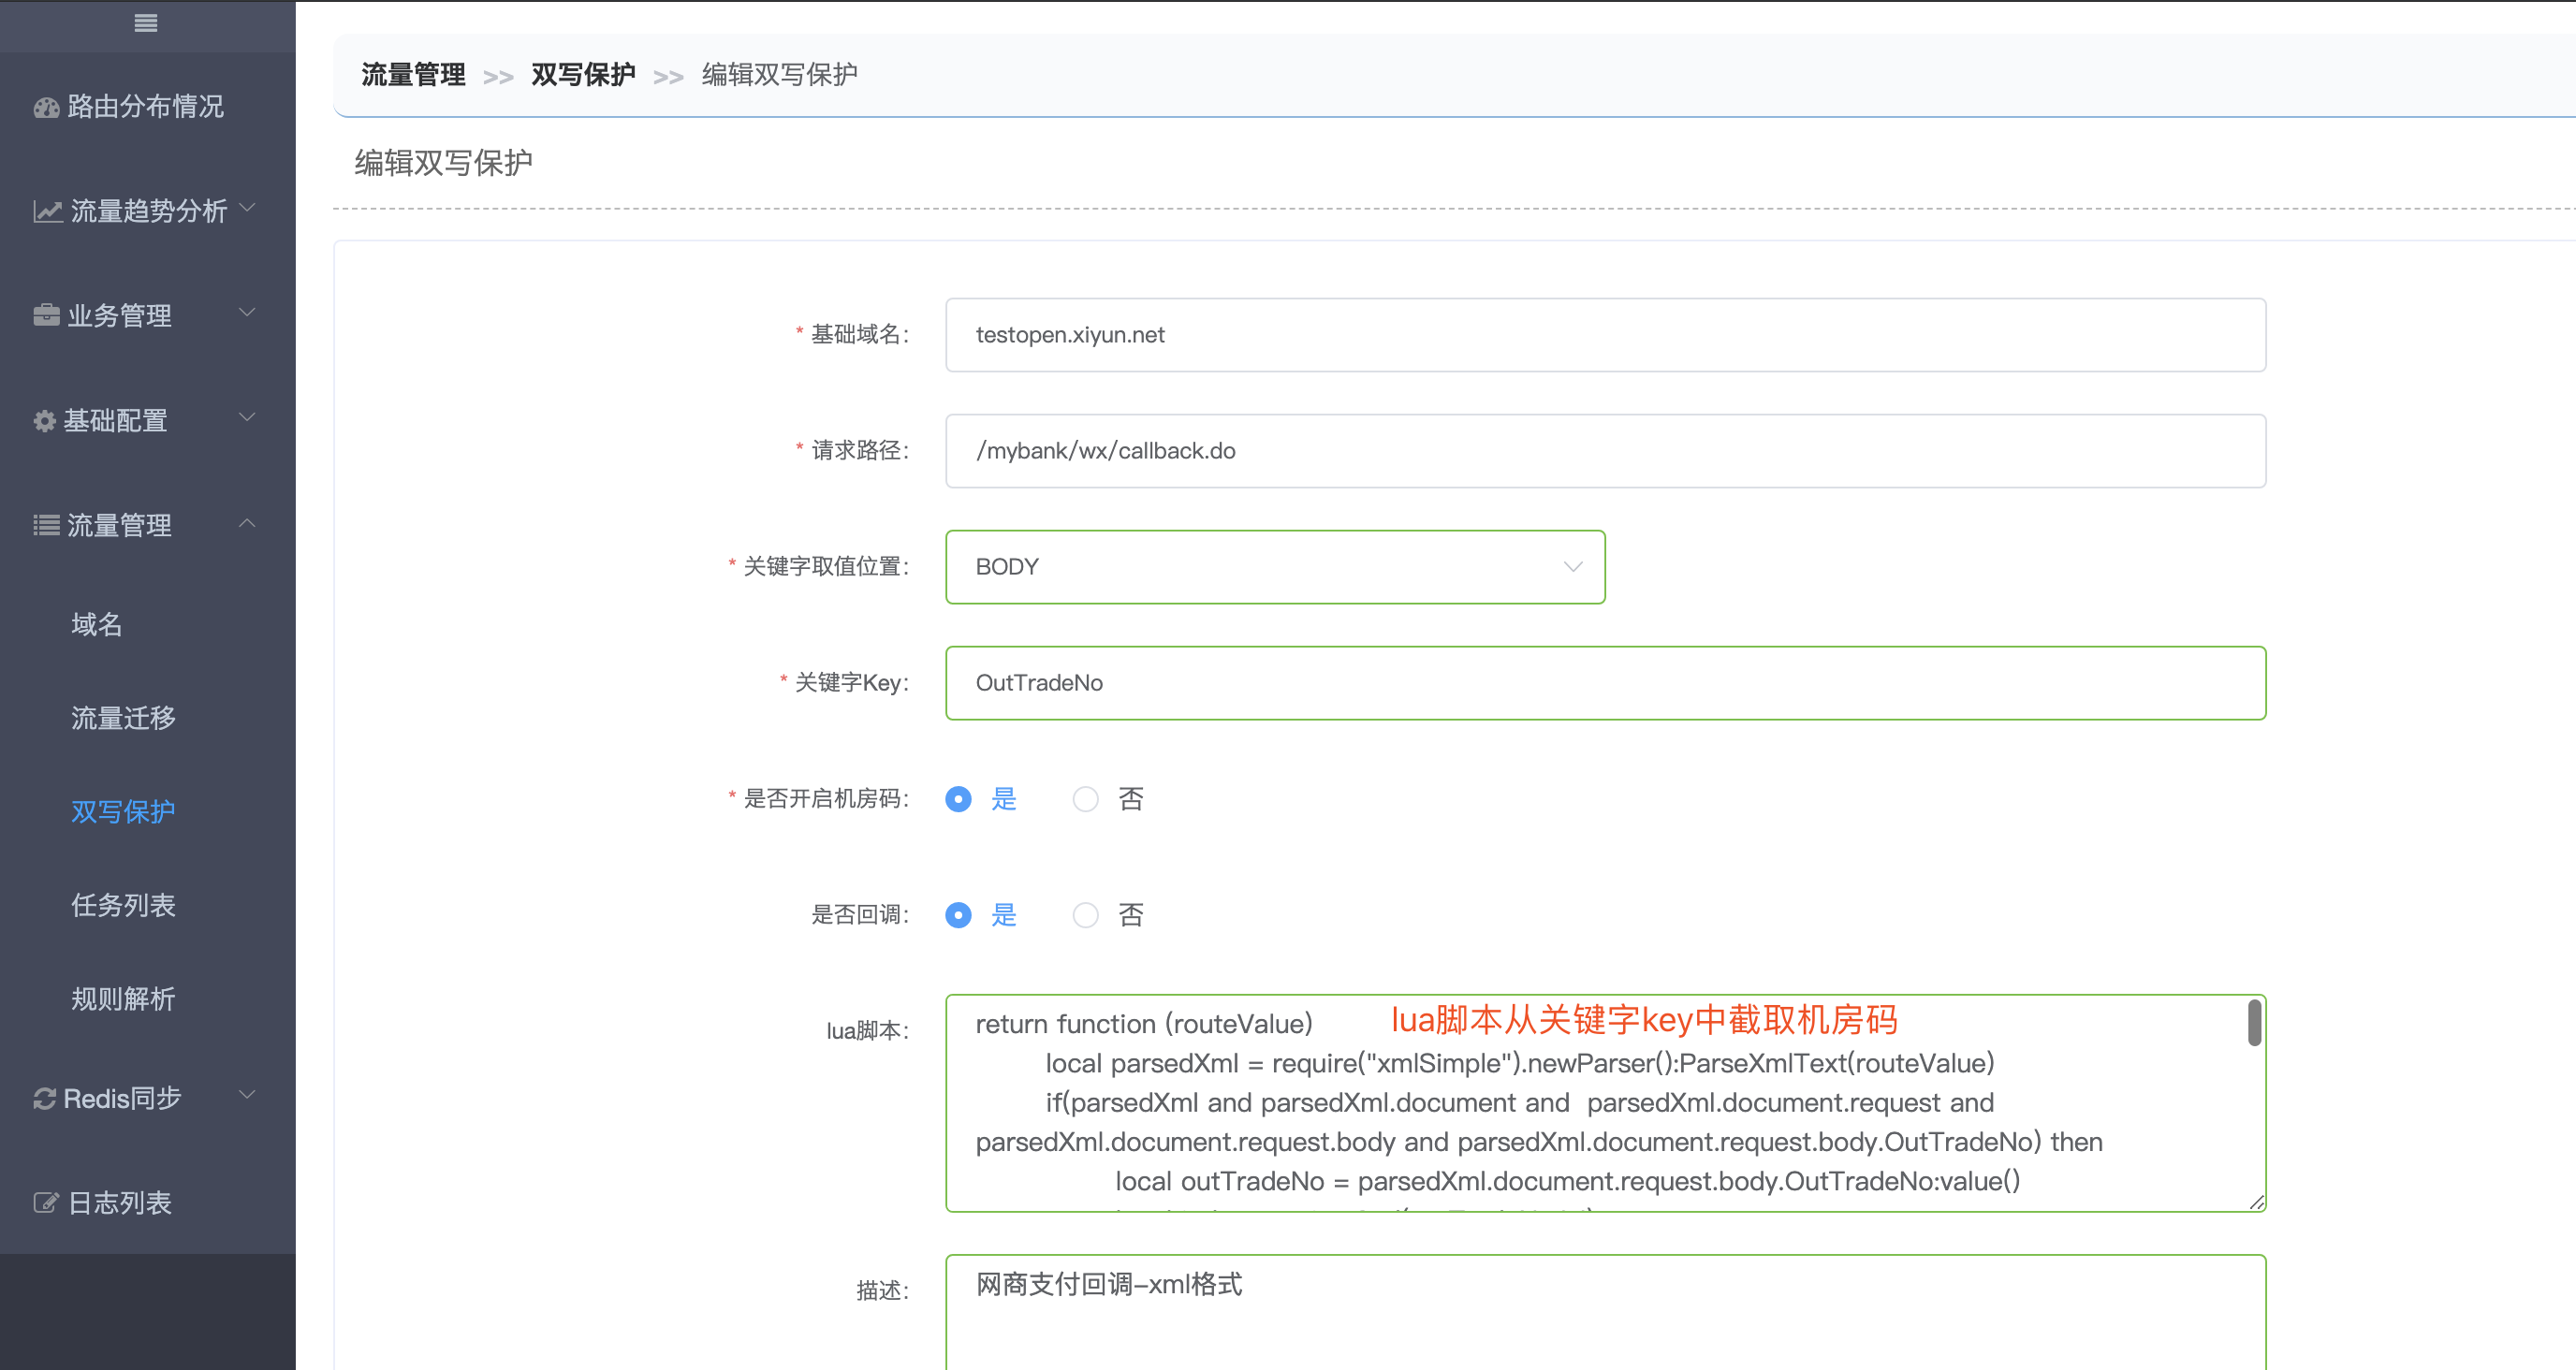 路由分布情况
流量趋势分析
业务管理
基础配置
流量管理
域名
流量迁移
双写保护
任务列表
规则解析
Redis同步
日志列表
流量管理 >> 双写保护 >> 编辑双写保护
编辑双写保护
* 基础域名: testopen.xiyun.net
* 请求路径: /mybank/wx/callback.do
* 关键字取值位置: BODY
* 关键字Key: OutTradeNo
* 是否开启机房码: 是 否
是否回调: 是 否
lua脚本: return function (routeValue) lua脚本从关键字key中截取机房码
local parsedXml = require("xmlSimple").newParser():ParseXmlText(routeValue)
if(parsedXml and parsedXml.document and parsedXml.document.request and
parsedXml.document.request.body and parsedXml.document.request.body.OutTradeNo) then
local outTradeNo = parsedXml.document.request.body.OutTradeNo:value()
描述: 网商支付回调-xml格式